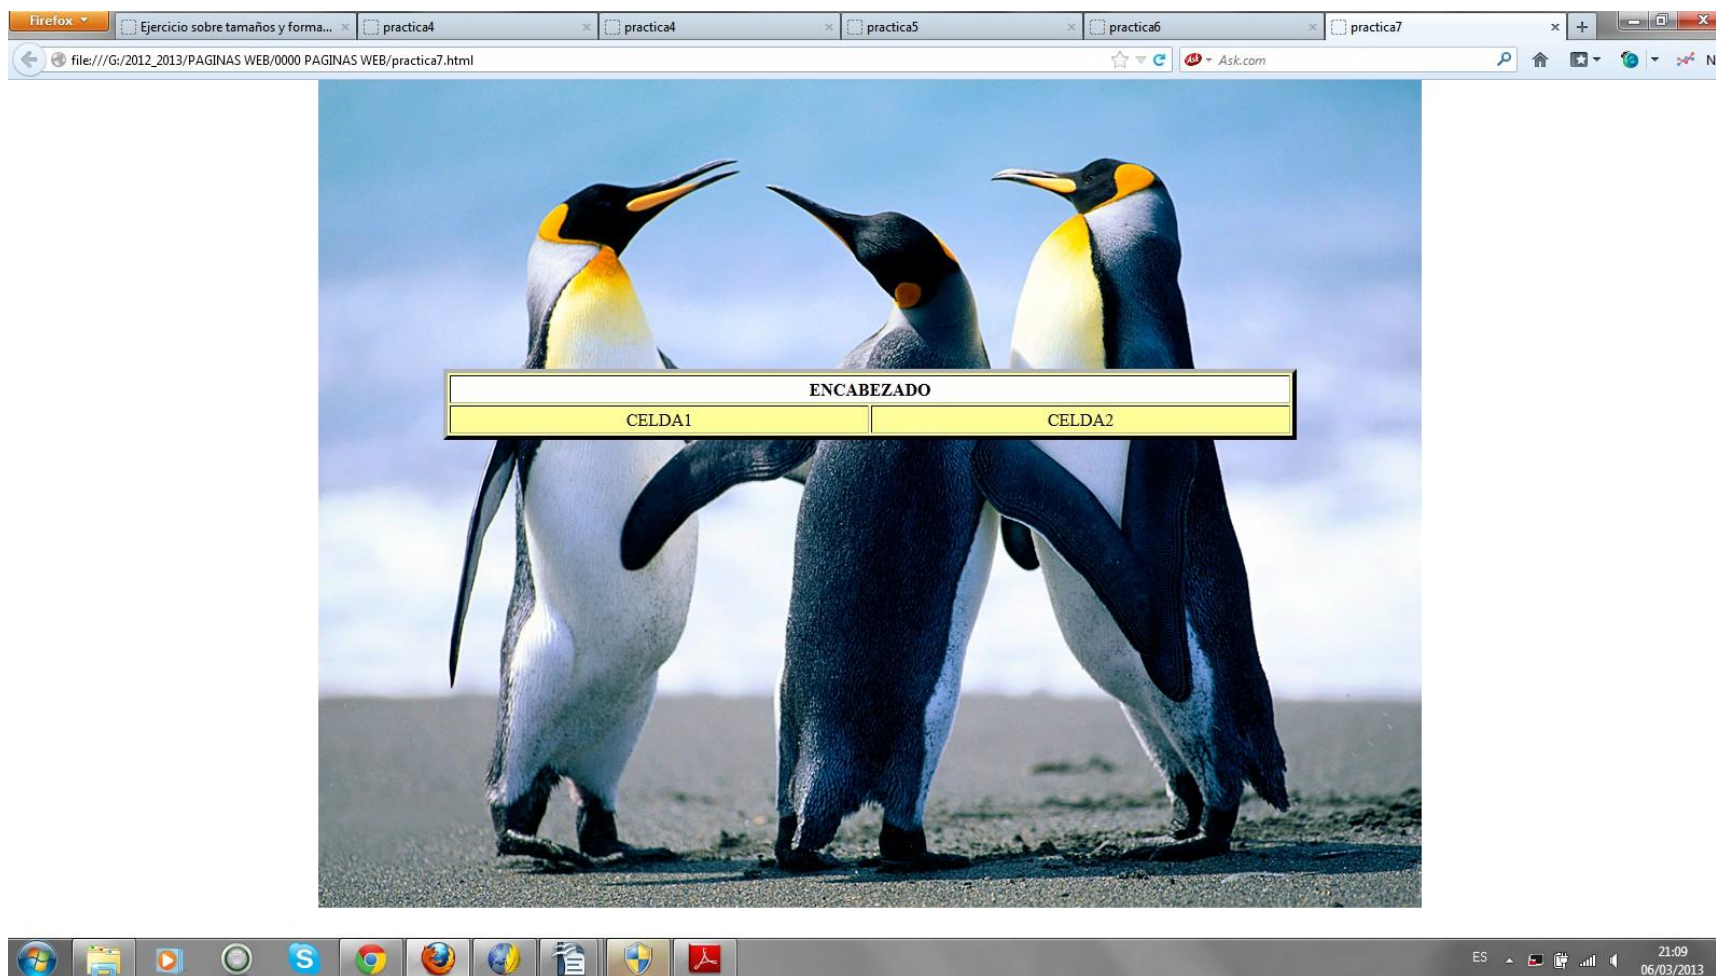 Firefox
Ejercicio sobre tamaños y forma...
practica4
practica4
practica5
practica6
practica7
file:///G:/2012_2013/PAGINAS WEB/0000 PAGINAS WEB/practica7.html
Ask
Ask.com
N
ENCABEZADO
CELDA1 CELDA2
ES
21:09
06/03/2013